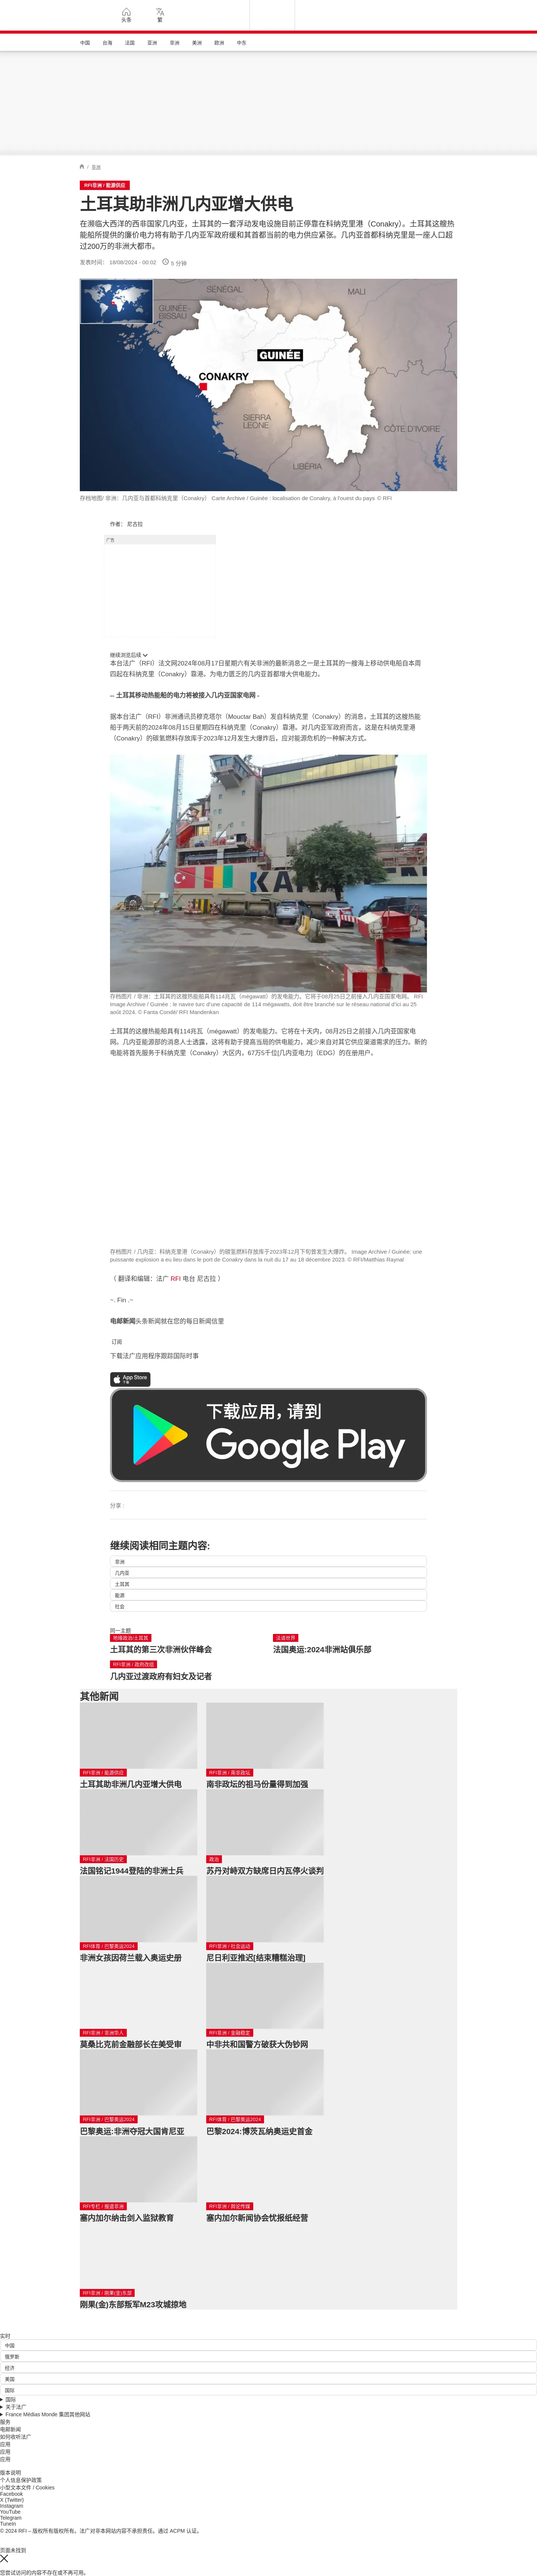 头条
繁
中国
台海
法国
亚洲
非洲
美洲
欧洲
中东
/ 非洲
RFI非洲 / 能源供应
土耳其助非洲几内亚增大供电
在濒临大西洋的西非国家几内亚，土耳其的一套浮动发电设施目前正停靠在科纳里港（Conakry）。土耳其这艘热
能船所提供的廉价电力将有助于几内亚军政府缓和其首都当前的电力供应紧张。几内亚首都科纳克里是一座人口超
过200万的非洲大都市。
发表时间： 18/08/2024 - 00:02 5 分钟
SÉNÉGAL
MALI
GUINÉE-
BISSAU
GUINÉE
CONAKRY
SIERRA
LEONE
CÔTE D'IVOIRE
LIBÉRIA
存档地图/ 非洲：几内亚与首都科纳克里（Conakry） Carte Archive / Guinée : localisation de Conakry, à l'ouest du pays © RFI
作者： 尼古拉
广告
继续浏览后续
本台法广（RFI）法文网2024年08月17日星期六有关非洲的最新消息之一是土耳其的一艘海上移动供电船自本周
四起在科纳克里（Conakry）靠港。为电力匮乏的几内亚首都增大供电能力。
-- 土耳其移动热能船的电力将被接入几内亚国家电网 -
据本台法广（RFI）非洲通讯员穆克塔尔（Mouctar Bah）发自科纳克里（Conakry）的消息，土耳其的这艘热能
船于两天前的2024年08月15日星期四在科纳克里（Conakry）靠港。对几内亚军政府而言，这是在科纳克里港
（Conakry）的碳氢燃料存放库于2023年12月发生大爆炸后，应对能源危机的一种解决方式。
存档图片 / 非洲：土耳其的这艘热能船具有114兆瓦（mégawatt）的发电能力。它将于08月25日之前接入几内亚国家电网。 RFI
Image Archive / Guinée : le navire turc d'une capacité de 114 mégawatts, doit être branché sur le réseau national d'ici au 25
août 2024. © Fanta Condé/ RFI Mandenkan
土耳其的这艘热能船具有114兆瓦（mégawatt）的发电能力。它将在十天内，08月25日之前接入几内亚国家电
网。几内亚能源部的消息人士透露，这将有助于提高当局的供电能力，减少来自对其它供应渠道需求的压力。新的
电能将首先服务于科纳克里（Conakry）大区内，67万5千位[几内亚电力]（EDG）的在册用户。
存档图片 / 几内亚：科纳克里港（Conakry）的碳氢燃料存放库于2023年12月下旬曾发生大爆炸。 Image Archive / Guinée: une
puissante explosion a eu lieu dans le port de Conakry dans la nuit du 17 au 18 décembre 2023. © RFI/Matthias Raynal
（ 翻译和编辑：法广 RFI 电台 尼古拉 ）
~. Fin .~
电邮新闻头条新闻就在您的每日新闻信里
订阅
下载法广应用程序跟踪国际时事
App Store
下载
下载应用，请到
Google Play
分享 :
继续阅读相同主题内容:
非洲
几内亚
土耳其
能源
社会
同一主题
地缘政治/土耳其
土耳其的第三次非洲伙伴峰会
法语世界
法国奥运:2024非洲站俱乐部
RFI非洲 / 政府改组
几内亚过渡政府有妇女及记者
其他新闻
RFI非洲 / 能源供应
土耳其助非洲几内亚增大供电
RFI非洲 / 南非政坛
南非政坛的祖马份量得到加强
RFI非洲 / 法国历史
法国铭记1944登陆的非洲士兵
政治
苏丹对峙双方缺席日内瓦停火谈判
RFI体育 / 巴黎奥运2024
非洲女孩因荷兰载入奥运史册
RFI非洲 / 社会运动
尼日利亚推迟[结束糟糕治理]
RFI非洲 / 非洲华人
莫桑比克前金融部长在美受审
RFI非洲 / 金融稳定
中非共和国警方破获大伪钞网
RFI非洲 / 巴黎奥运2024
巴黎奥运:非洲夺冠大国肯尼亚
RFI体育 / 巴黎奥运2024
巴黎2024:博茨瓦纳奥运史首金
RFI专栏 / 报道非洲
塞内加尔纳击剑入监狱教育
RFI非洲 / 舆论传媒
塞内加尔新闻协会忧报纸经营
RFI非洲 / 刚果(金)东部
刚果(金)东部叛军M23攻城掠地
实时
中国
俄罗斯
经济
美国
国际
国际
关于法广
France Médias Monde 集团其他网站
服务
电邮新闻
如何收听法广
应用
应用
应用
版本说明
个人信息保护政策
小型文本文件 / Cookies
Facebook
X (Twitter)
Instagram
YouTube
Telegram
TuneIn
© 2024 RFI – 版权所有版权所有。法广对非本网站内容不承担责任。通过 ACPM 认证。
页面未找到
您尝试访问的内容不存在或不再可用。